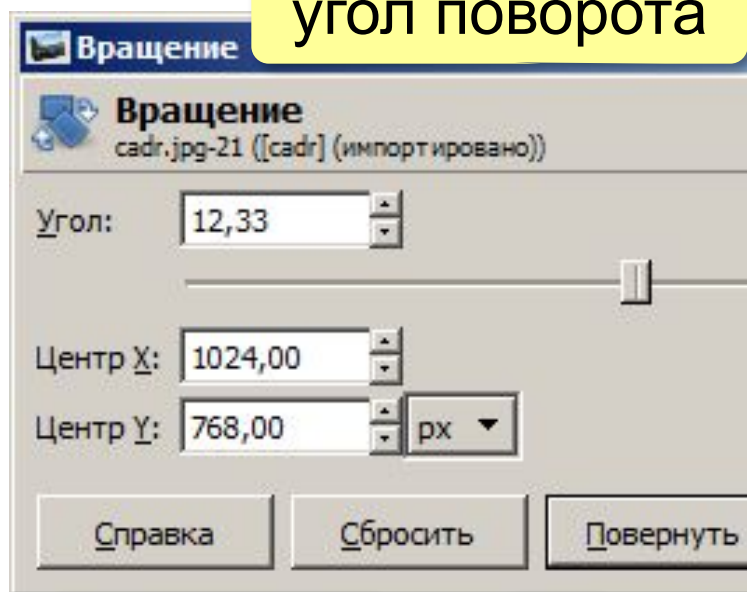 угол поворота
Вращение
Вращение
cadr.jpg-21 ([cadr] (импортировано))
Угол: 12,33
Центр X: 1024,00
Центр Y: 768,00 px
Справка Сбросить Повернуть